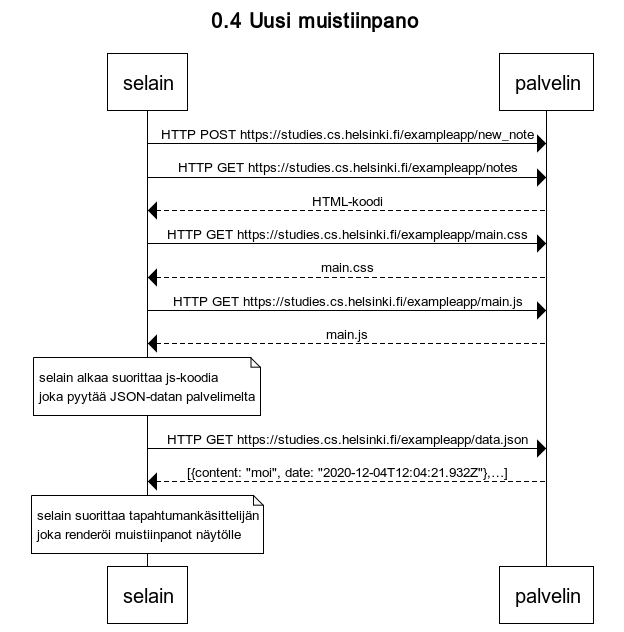 0.4 Uusi muistiinpano
selain palvelin
HTTP POST https://studies.cs.helsinki.fi/exampleapp/new_note
HTTP GET https://studies.cs.helsinki.fi/exampleapp/notes
HTML-koodi
HTTP GET https://studies.cs.helsinki.fi/exampleapp/main.css
main.css
HTTP GET https://studies.cs.helsinki.fi/exampleapp/main.js
main.js
selain alkaa suorittaa js-koodia
joka pyytää JSON-datan palvelimelta
HTTP GET https://studies.cs.helsinki.fi/exampleapp/data.json
[{content: "moi", date: "2020-12-04T12:04:21.932Z"},…]
selain suorittaa tapahtumankäsittelijän
joka renderöi muistiinpanot näytölle
selain palvelin